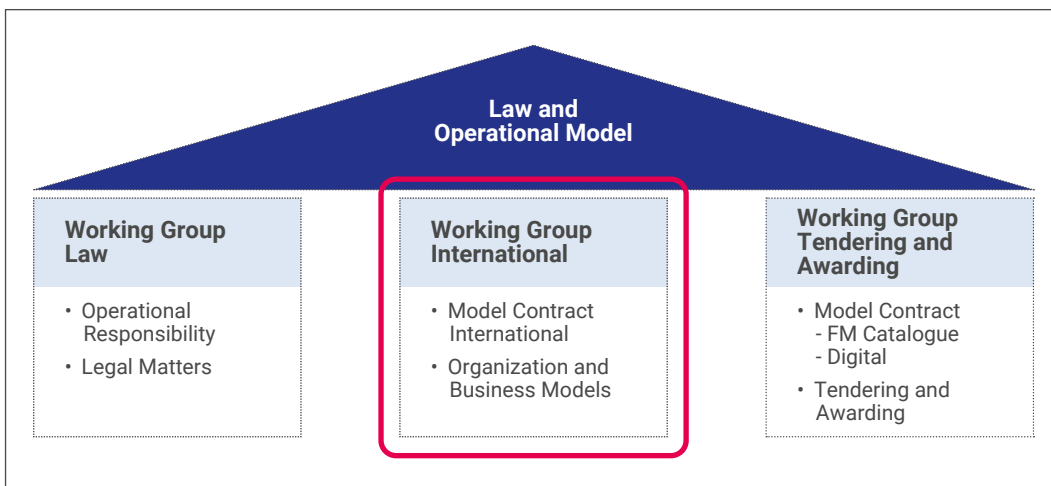 Law and
Operational Model
Working Group
Law
• Operational
Responsibility
• Legal Matters
Working Group
International
• Model Contract
International
• Organization and
Business Models
Working Group
Tendering and
Awarding
• Model Contract
- FM Catalogue
- Digital
• Tendering and
Awarding